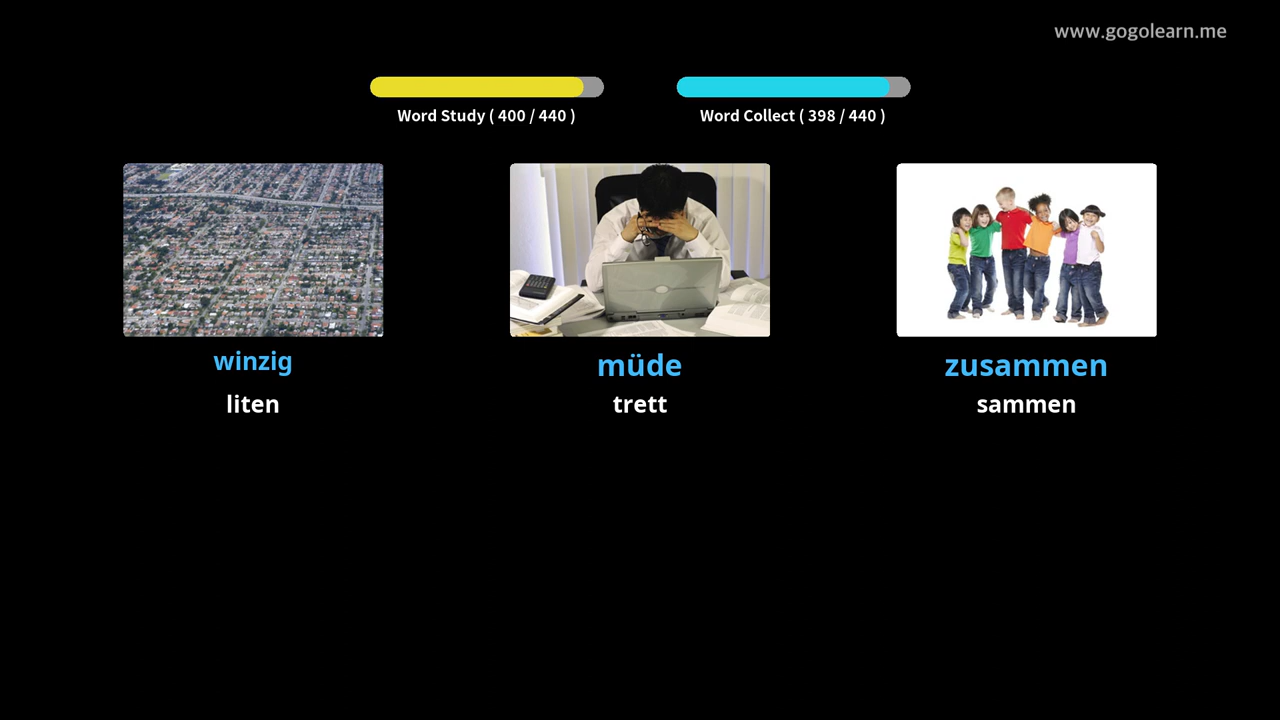 www.gogolearn.me
Word Study ( 400 / 440 )
Word Collect ( 398 / 440 )
winzig
müde
zusammen
liten
trett
sammen